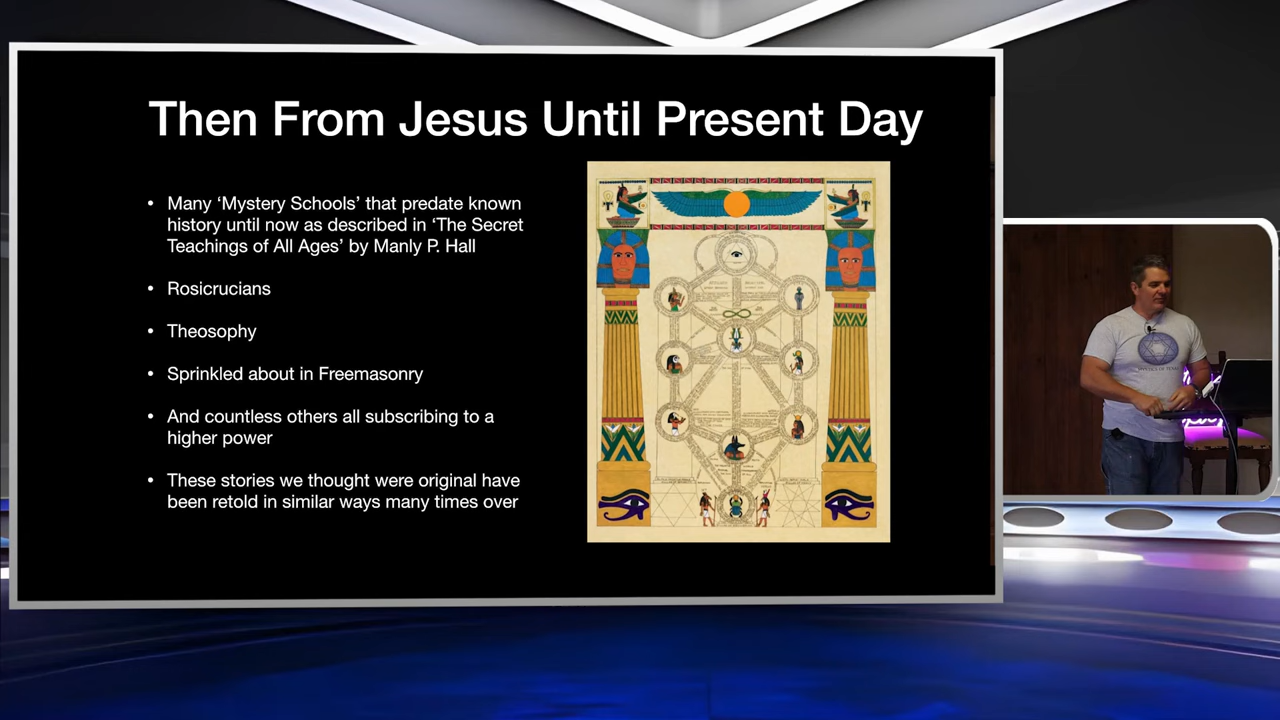 Then From Jesus Until Present Day
• Many ‘Mystery Schools’ that predate known
history until now as described in ‘The Secret
Teachings of All Ages’ by Manly P. Hall
• Rosicrucians
• Theosophy
• Sprinkled about in Freemasonry
• And countless others all subscribing to a
higher power
• These stories we thought were original have
been retold in similar ways many times over